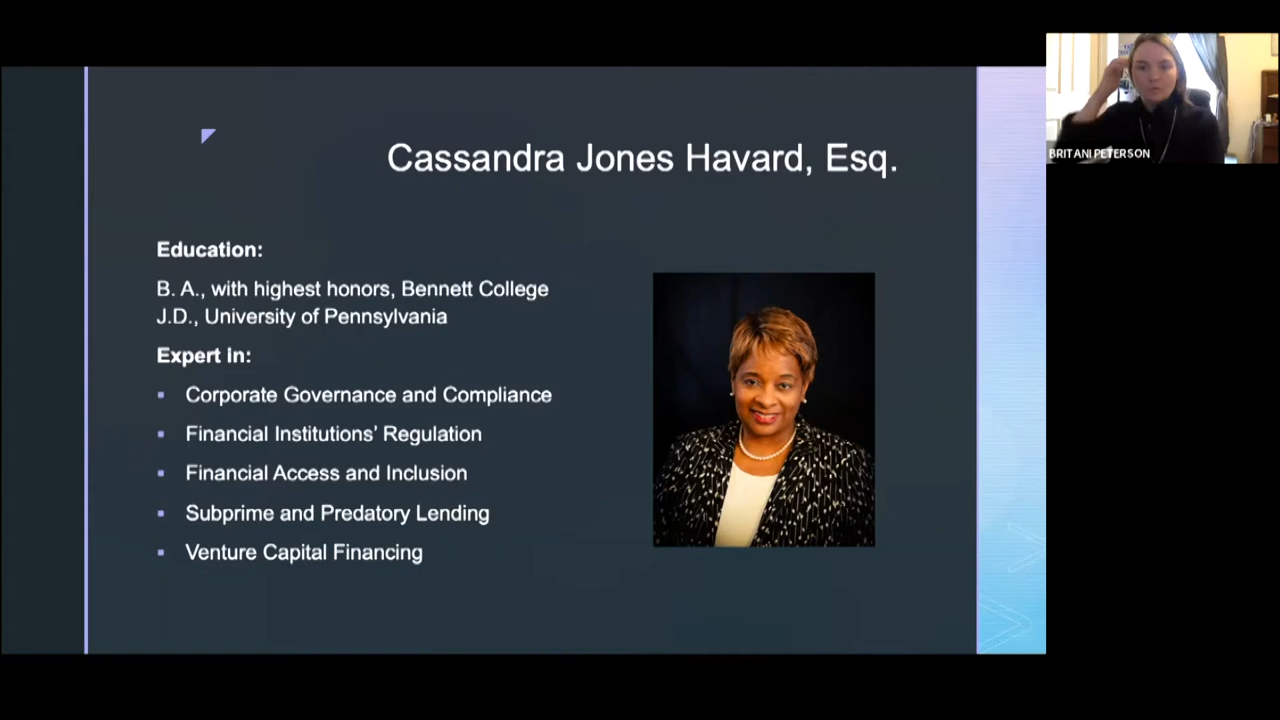 Cassandra Jones Havard, Esq.
Education:
B. A., with highest honors, Bennett College
J.D., University of Pennsylvania
Expert in:
Corporate Governance and Compliance
Financial Institutions' Regulation
Financial Access and Inclusion
Subprime and Predatory Lending
Venture Capital Financing
BRITANI PETERSON